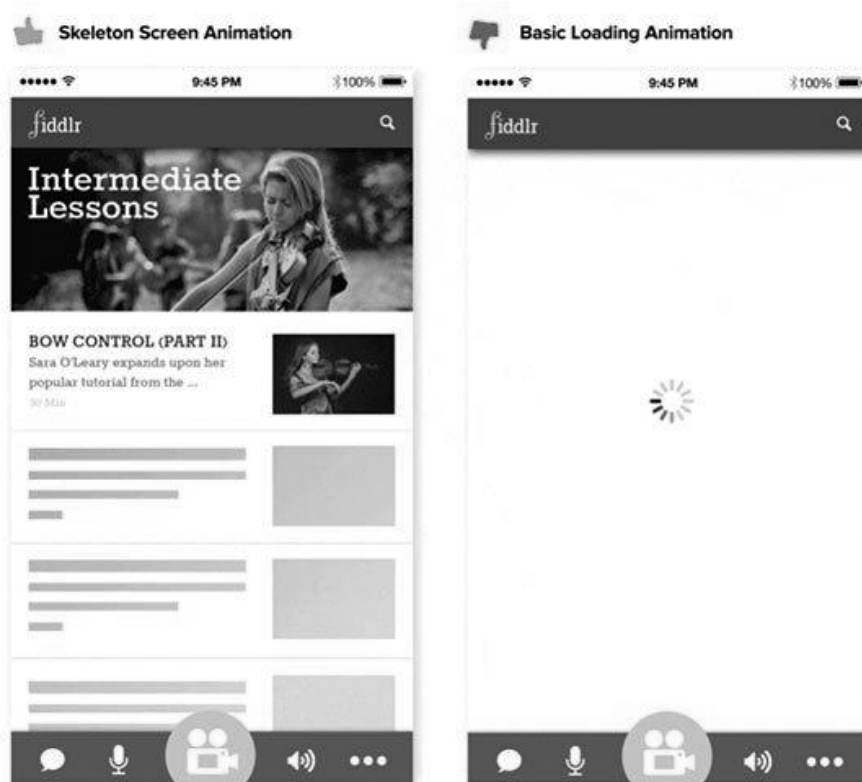 Skeleton Screen Animation
9:45 PM
100%
fiddlr
Intermediate
Lessons
BOW CONTROL (PART II)
Sara O'Leary expands upon her
popular tutorial from the ...
30 Min
Basic Loading Animation
9:45 PM
100%
fiddlr